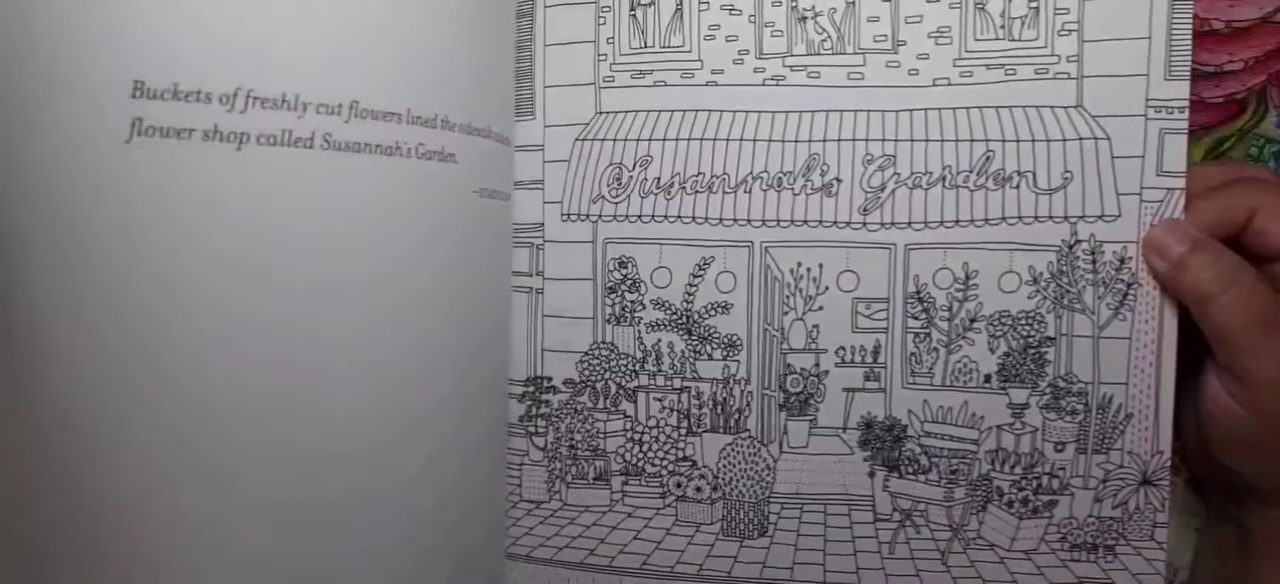 Buckets of freshly cut flowers lined the
flower shop called Susannah's Garden.
Susannah's Garden